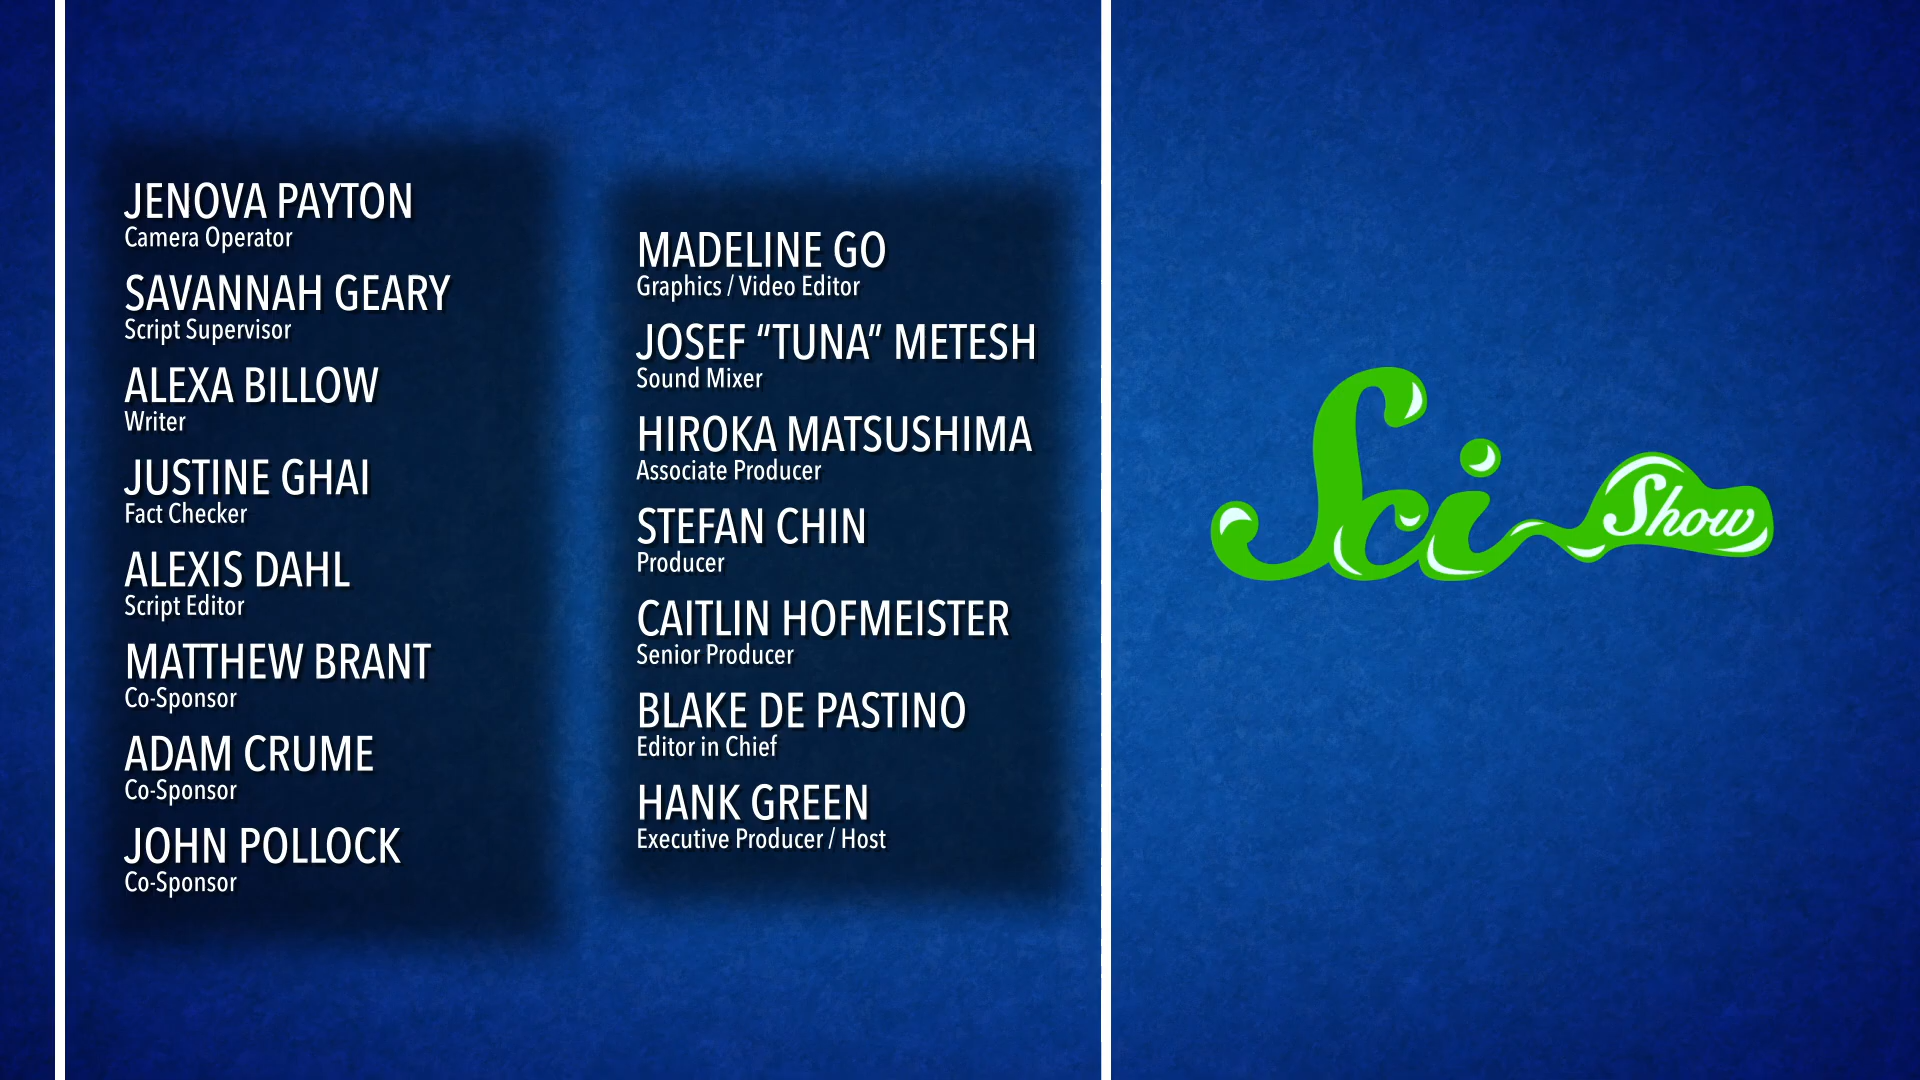 JENOVA PAYTON
Camera Operator
SAVANNAH GEARY
Script Supervisor
ALEXA BILLOW
Writer
JUSTINE GHAI
Fact Checker
ALEXIS DAHL
Script Editor
MATTHEW BRANT
Co-Sponsor
ADAM CRUME
Co-Sponsor
JOHN POLLOCK
Co-Sponsor
MADELINE GO
Graphics / Video Editor
JOSEF “TUNA” METESH
Sound Mixer
HIROKA MATSUSHIMA
Associate Producer
STEFAN CHIN
Producer
CAITLIN HOFMEISTER
Senior Producer
BLAKE DE PASTINO
Editor in Chief
HANK GREEN
Executive Producer / Host
Sci Show